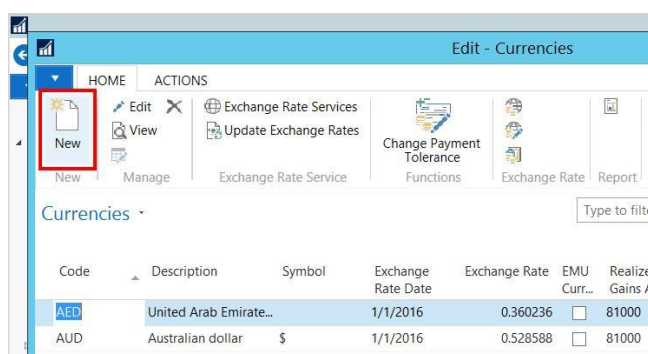 Edit - Currencies
HOME ACTIONS
New
Edit
View
Exchange Rate Services
Update Exchange Rates
Change Payment
Tolerance
New Manage Exchange Rate Service Functions Exchange Rate Report
Currencies
Type to filte
Code Description Symbol Exchange Rate Date Exchange Rate EMU Curr... Realize Gains A
AED United Arab Emirate... 1/1/2016 0.360236 81000
AUD Australian dollar $ 1/1/2016 0.528588 81000